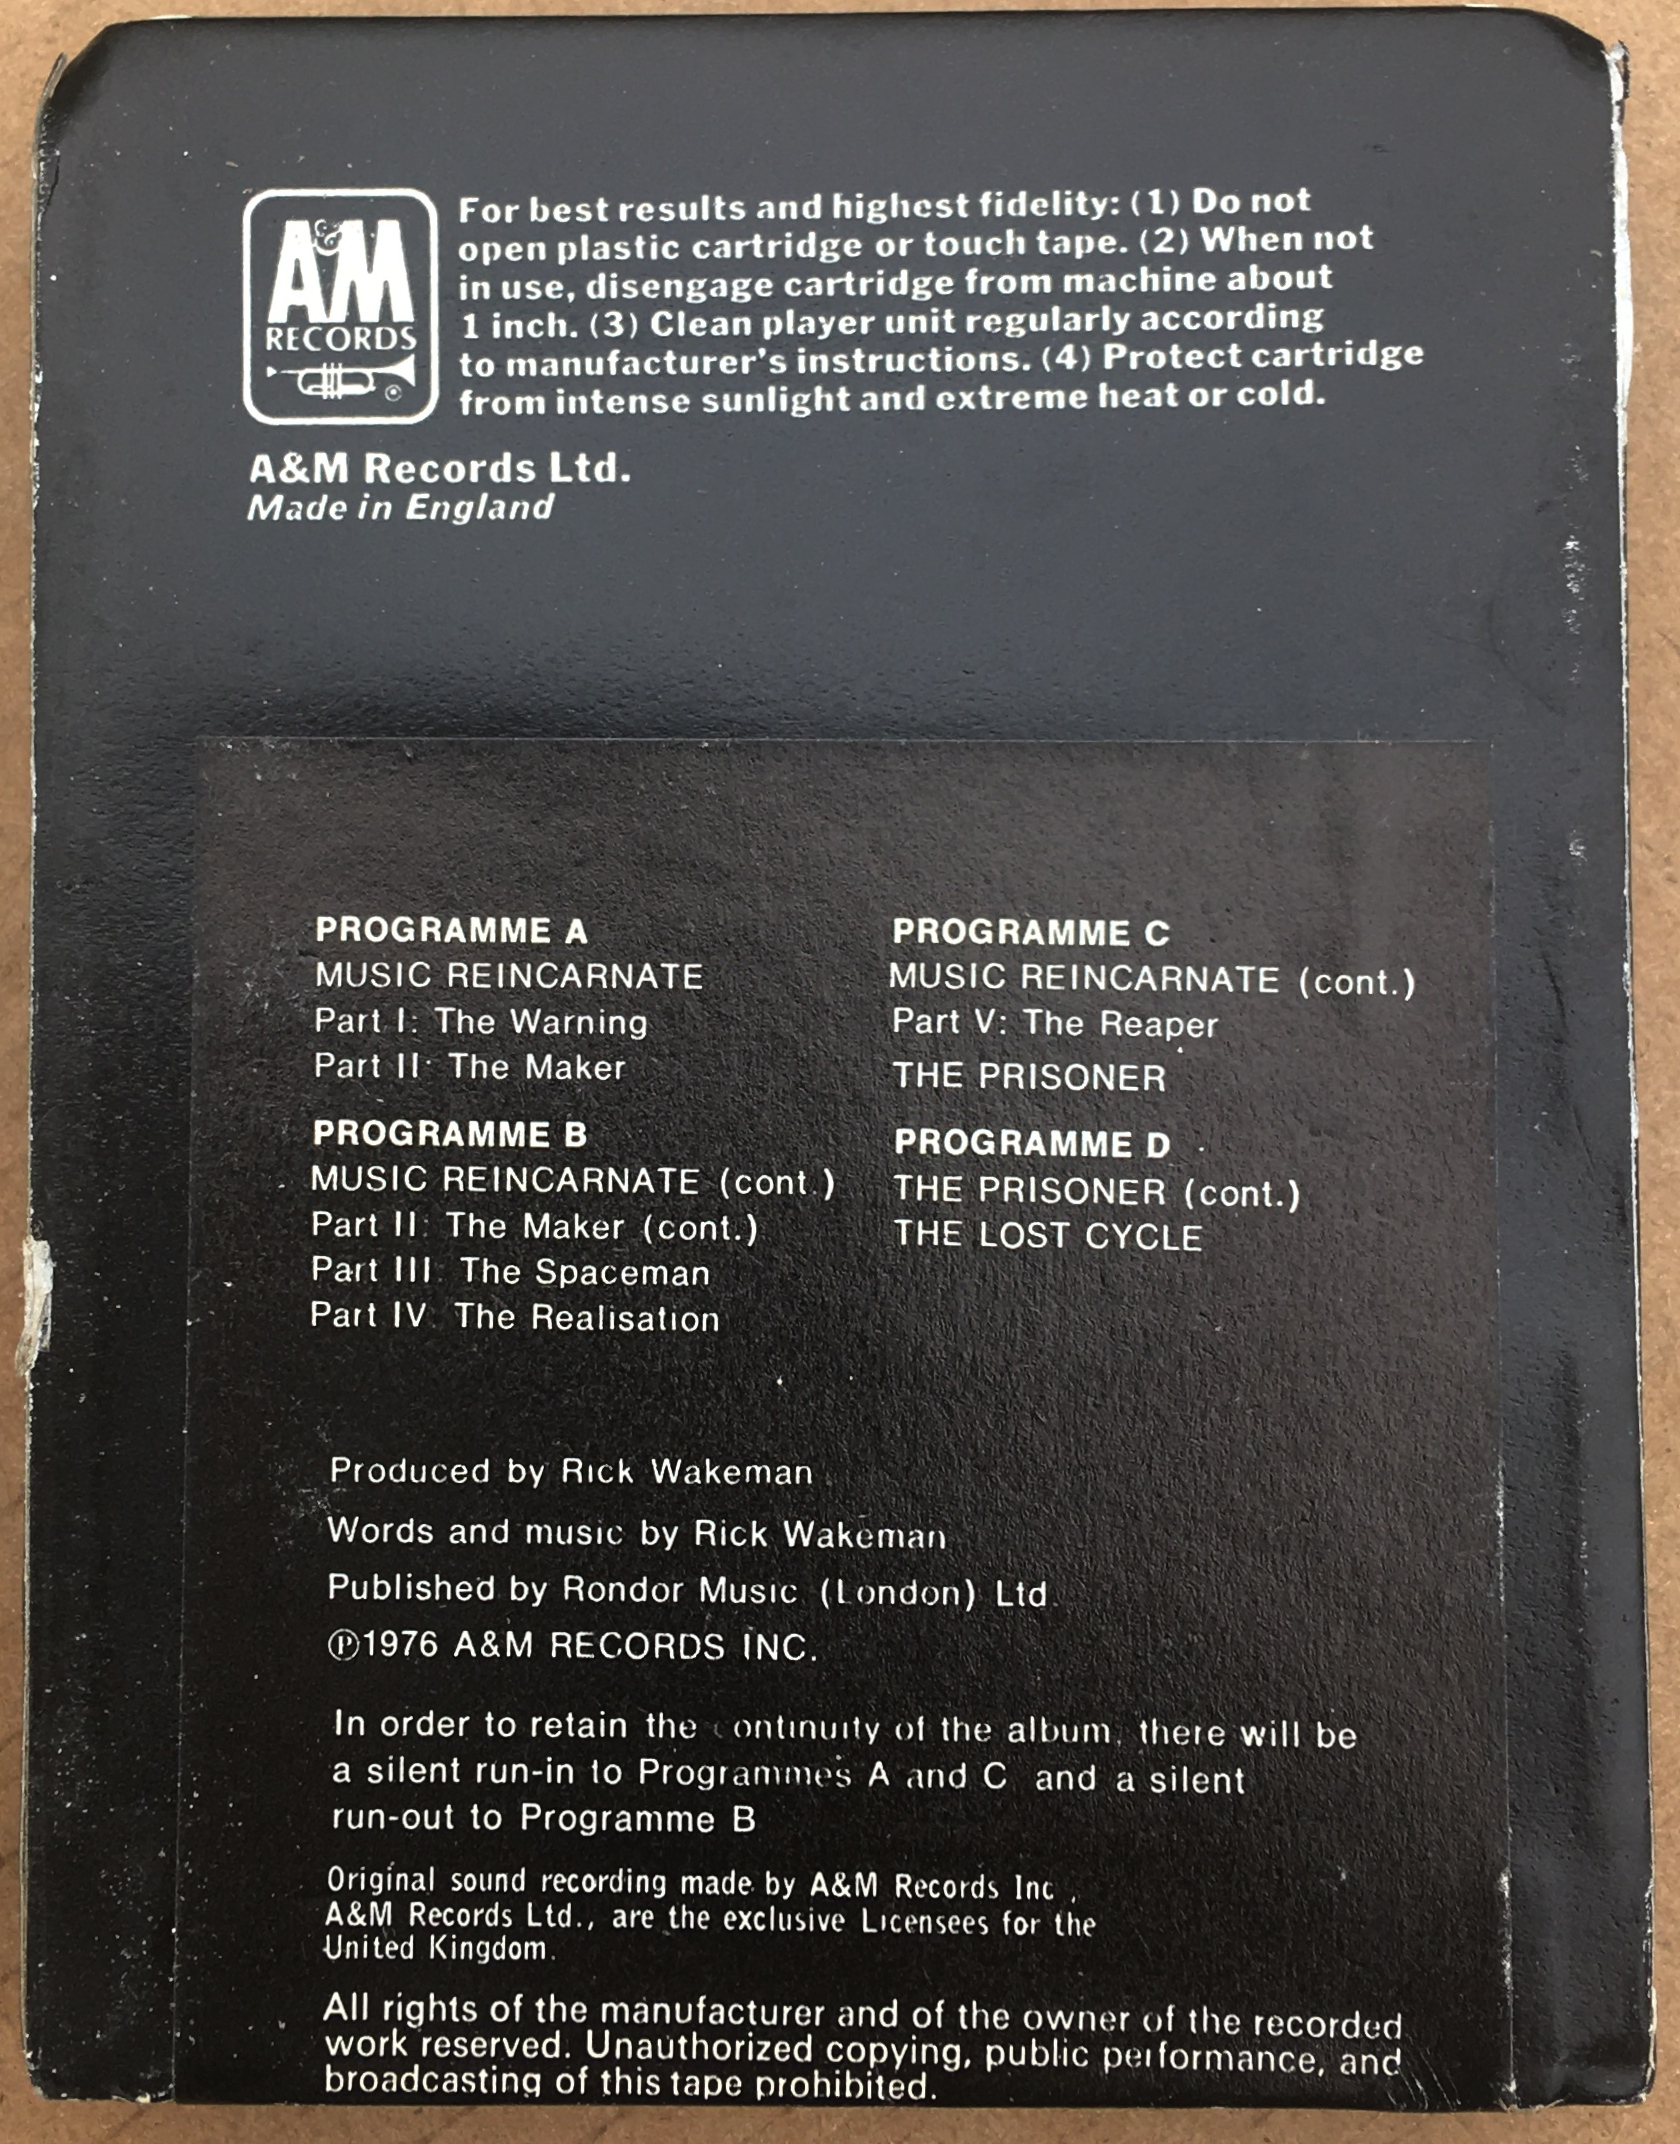 A&M
RECORDS
®
For best results and highest fidelity: (1) Do not
open plastic cartridge or touch tape. (2) When not
in use, disengage cartridge from machine about
1 inch. (3) Clean player unit regularly according
to manufacturer's instructions. (4) Protect cartridge
from intense sunlight and extreme heat or cold.
A&M Records Ltd.
Made in England
PROGRAMME A
MUSIC REINCARNATE
Part I: The Warning
Part II: The Maker
PROGRAMME B
MUSIC REINCARNATE (cont.)
Part II: The Maker (cont.)
Part III: The Spaceman
Part IV: The Realisation
PROGRAMME C
MUSIC REINCARNATE (cont.)
Part V: The Reaper
THE PRISONER
PROGRAMME D
THE PRISONER (cont.)
THE LOST CYCLE
Produced by Rick Wakeman
Words and music by Rick Wakeman
Published by Rondor Music (London) Ltd.
℗1976 A&M RECORDS INC.
In order to retain the continuity of the album, there will be
a silent run-in to Programmes A and C and a silent
run-out to Programme B
Original sound recording made by A&M Records Inc.,
A&M Records Ltd., are the exclusive Licensees for the
United Kingdom.
All rights of the manufacturer and of the owner of the recorded
work reserved. Unauthorized copying, public performance, and
broadcasting of this tape prohibited.